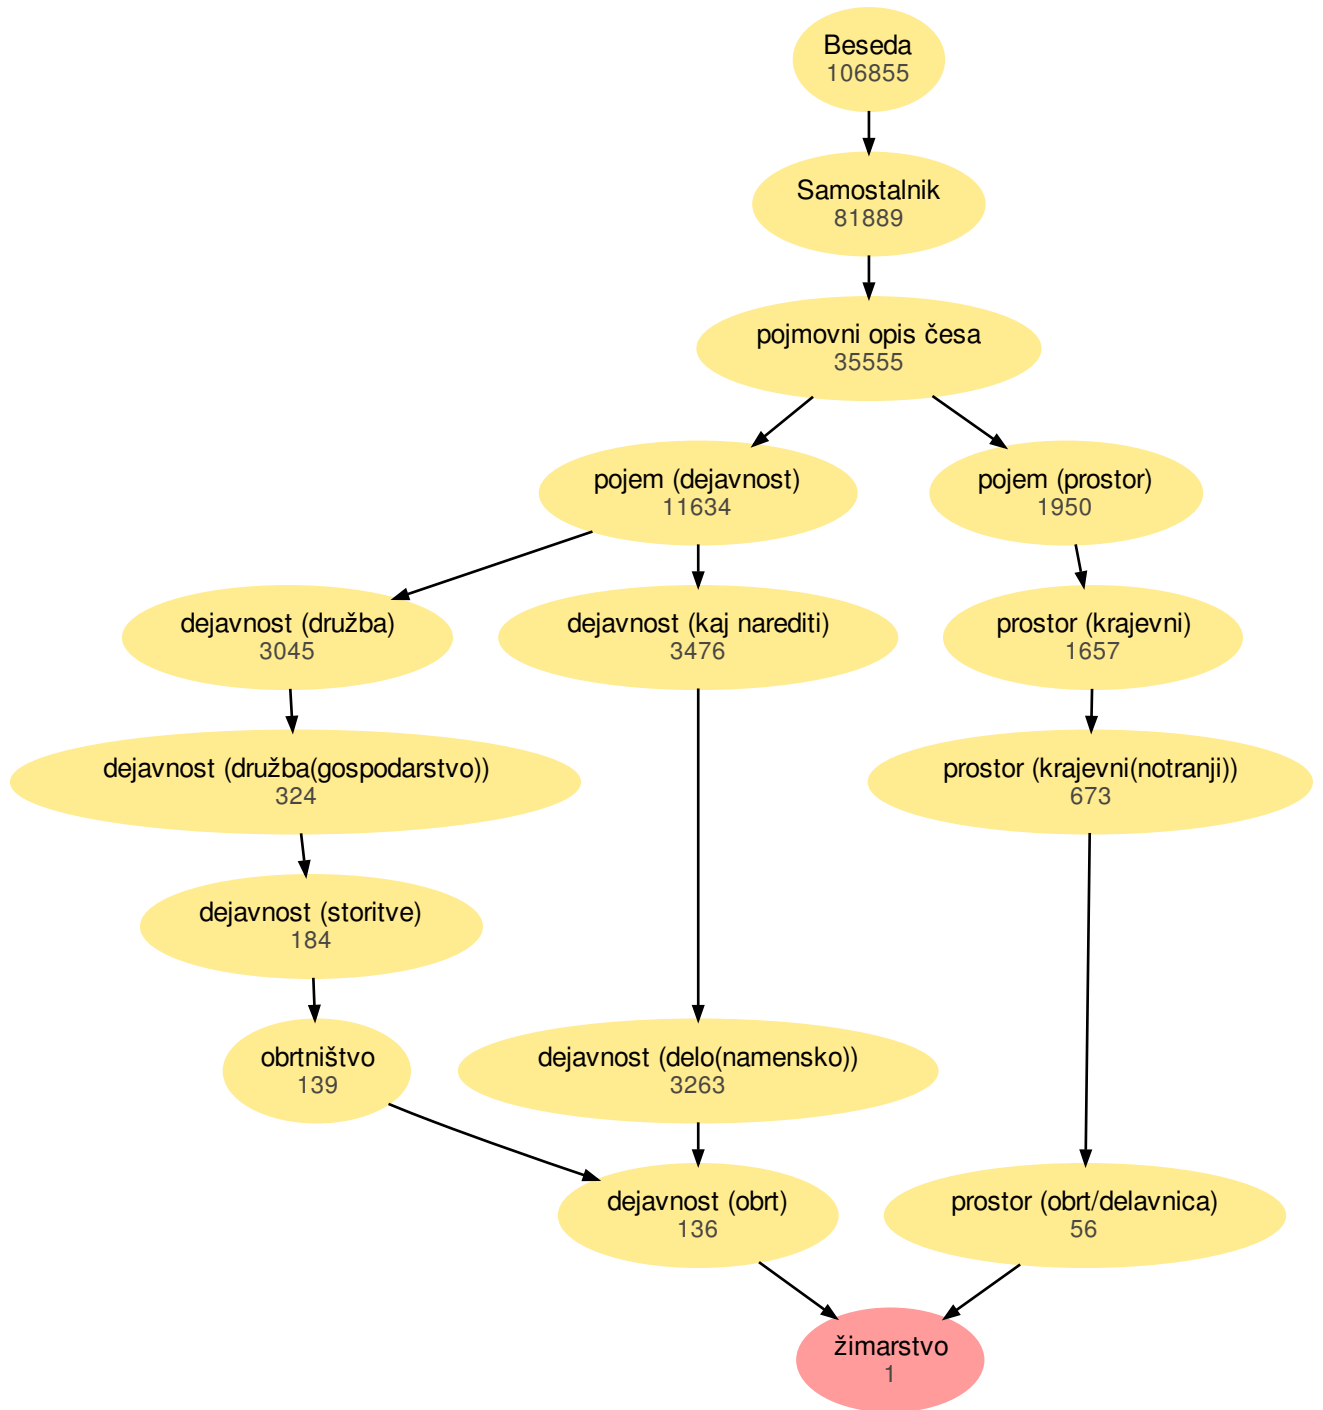 Beseda
106855
Samostalnik
81889
pojmovni opis česa
35555
pojem (dejavnost)
11634
pojem (prostor)
1950
dejavnost (družba)
3045
dejavnost (kaj narediti)
3476
prostor (krajevni)
1657
dejavnost (družba(gospodarstvo))
324
prostor (krajevni(notranji))
673
dejavnost (storitve)
184
obrtništvo
139
dejavnost (delo(namensko))
3263
dejavnost (obrt)
136
prostor (obrt/delavnica)
56
žimarstvo
1